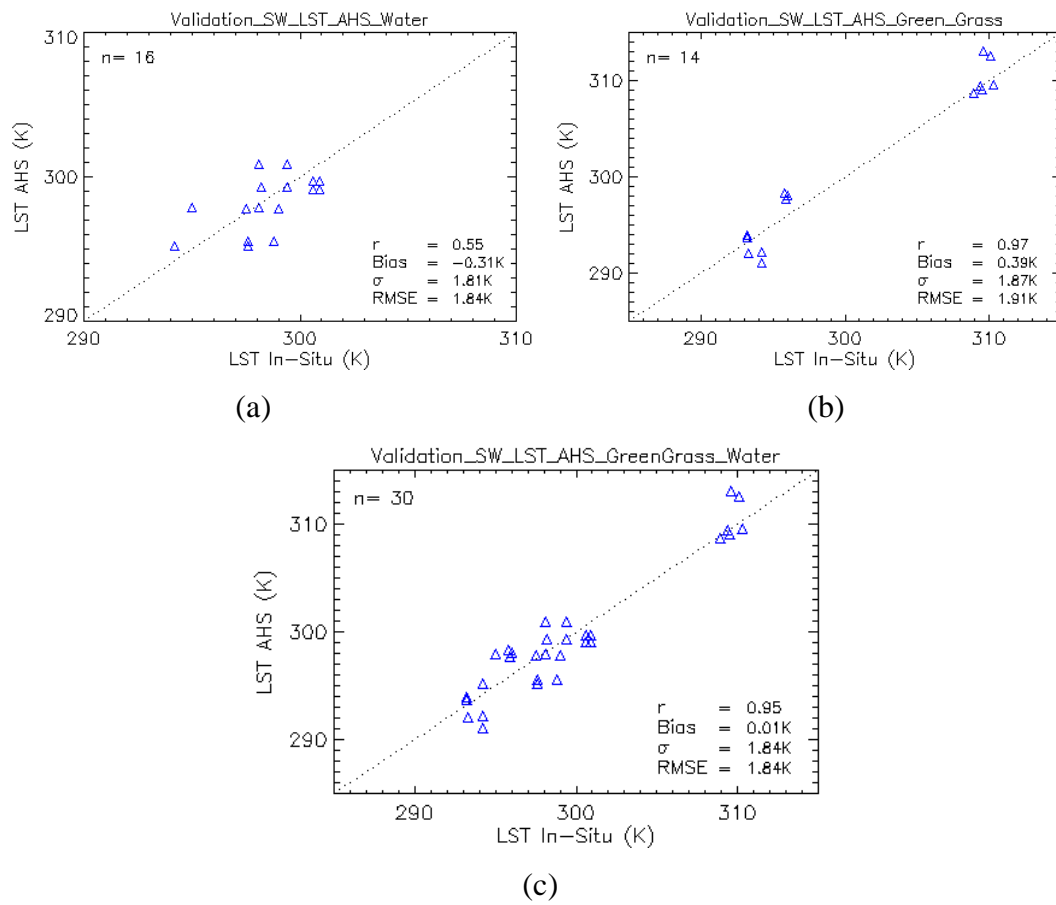 Validation_SW_LST_AHS_Water
n= 16
310
300
290
LST AHS (K)
r = 0.55
Bias = −0.31K
σ = 1.81K
RMSE = 1.84K
290 300 310
LST In−Situ (K)
(a)
Validation_SW_LST_AHS_Green_Grass
n= 14
310
300
290
LST AHS (K)
r = 0.97
Bias = 0.39K
σ = 1.87K
RMSE = 1.91K
290 300 310
LST In−Situ (K)
(b)
Validation_SW_LST_AHS_GreenGrass_Water
n= 30
310
300
290
LST AHS (K)
r = 0.95
Bias = 0.01K
σ = 1.84K
RMSE = 1.84K
290 300 310
LST In−Situ (K)
(c)